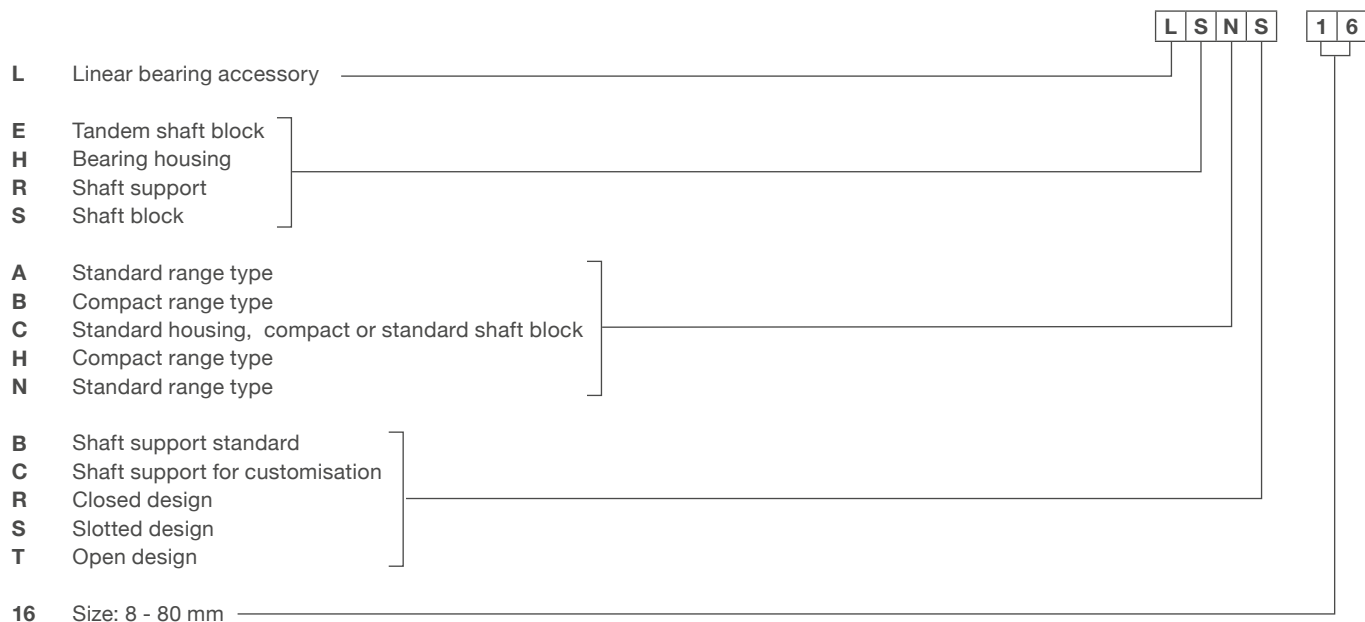 L S N S 1 6
L Linear bearing accessory
E Tandem shaft block
H Bearing housing
R Shaft support
S Shaft block
A Standard range type
B Compact range type
C Standard housing, compact or standard shaft block
H Compact range type
N Standard range type
B Shaft support standard
C Shaft support for customisation
R Closed design
S Slotted design
T Open design
16 Size: 8 - 80 mm